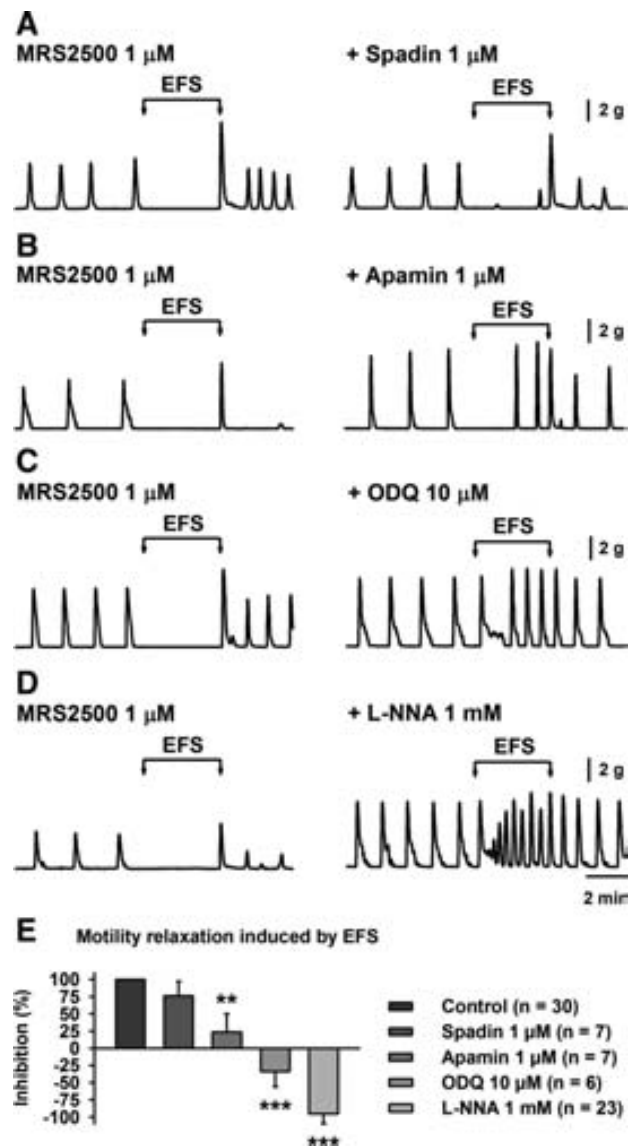 A
MRS2500 1 µM + Spadin 1 µM
EFS EFS
2 g
B
MRS2500 1 µM + Apamin 1 µM
EFS EFS
2 g
C
MRS2500 1 µM + ODQ 10 µM
EFS EFS
2 g
D
MRS2500 1 µM + L-NNA 1 mM
EFS EFS
2 g
2 min
E Motility relaxation induced by EFS
Inhibition (%)
100
75
50
25
0
-25
-50
-75
-100
**
***
***
Control (n = 30)
Spadin 1 µM (n = 7)
Apamin 1 µM (n = 7)
ODQ 10 µM (n = 6)
L-NNA 1 mM (n = 23)